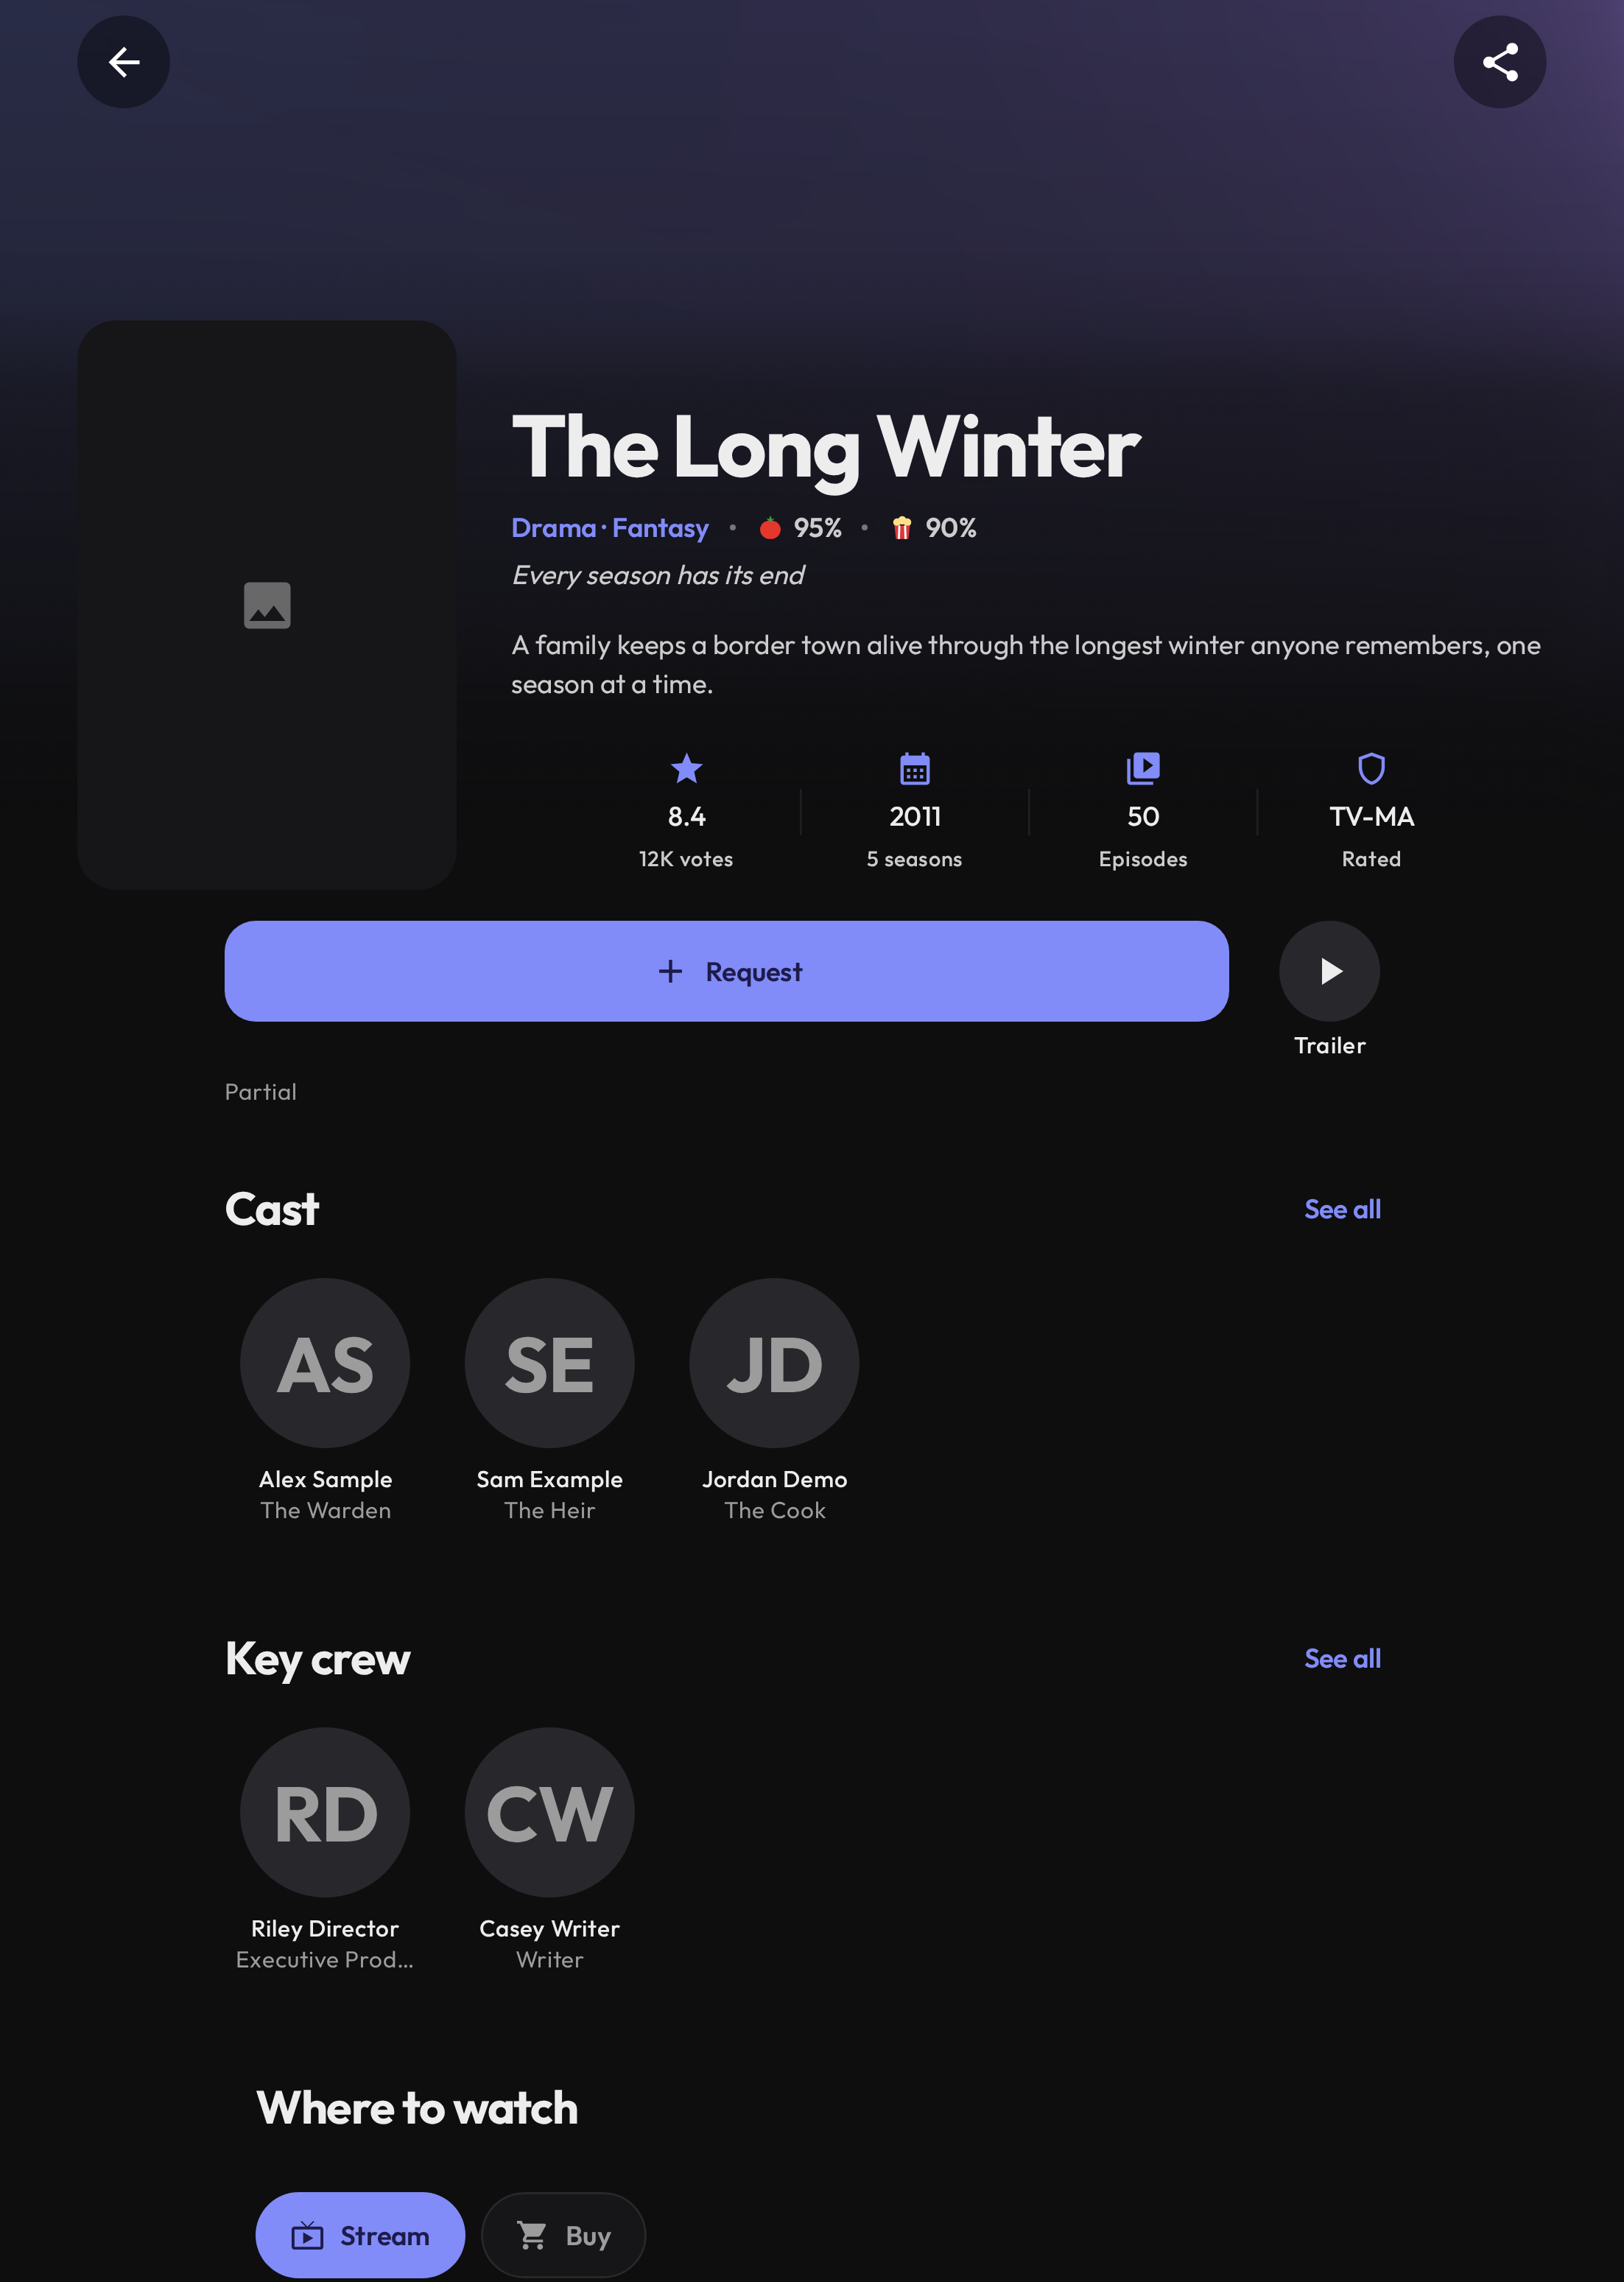 The Long Winter
Drama · Fantasy • 95% • 90%
Every season has its end
A family keeps a border town alive through the longest winter anyone remembers, one
season at a time.
8.4 2011 50 TV-MA
12K votes 5 seasons Episodes Rated
Request
Trailer
Partial
Cast See all
AS SE JD
Alex Sample Sam Example Jordan Demo
The Warden The Heir The Cook
Key crew See all
RD CW
Riley Director Casey Writer
Executive Prod... Writer
Where to watch
Stream Buy